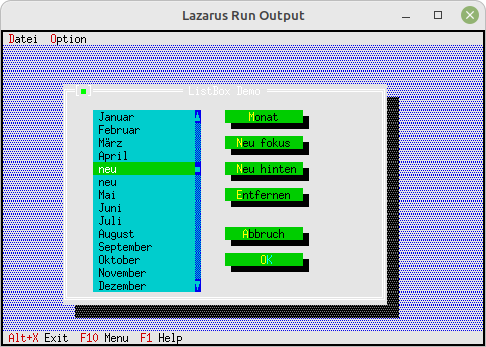 Lazarus Run Output
Datei Option
ListBox Demo
Januar
Februar
März
April
neu
neu
Mai
Juni
Juli
August
September
Oktober
November
Dezember
Monat
Neu fokus
Neu hinten
Entfernen
Abbruch
OK
Alt+X Exit F10 Menu F1 Help